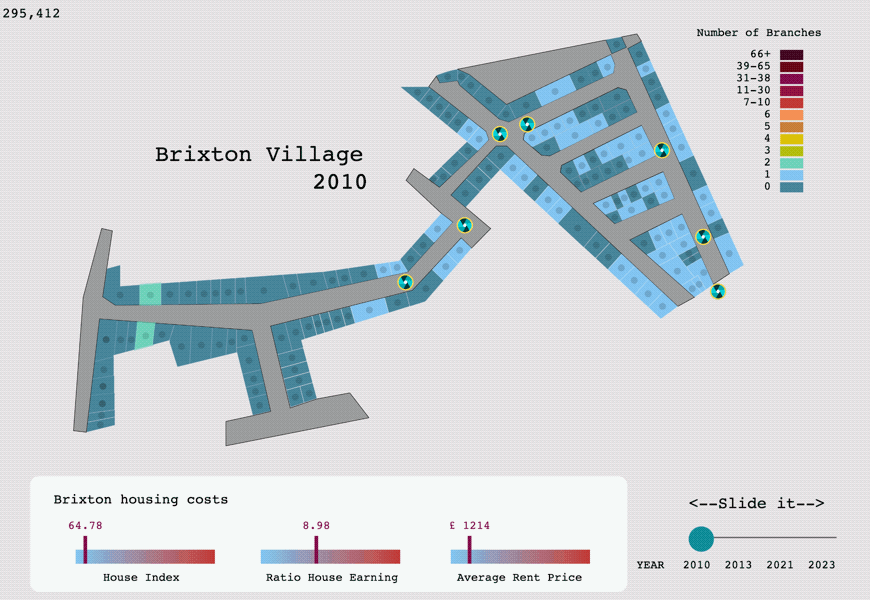 295,412
Number of Branches
66+
39-65
31-38
11-30
7-10
6
5
4
3
2
1
0
Brixton Village
2010
Brixton housing costs
64.78
8.98
£ 1214
House Index
Ratio House Earning
Average Rent Price
<--Slide it-->
YEAR 2010 2013 2021 2023